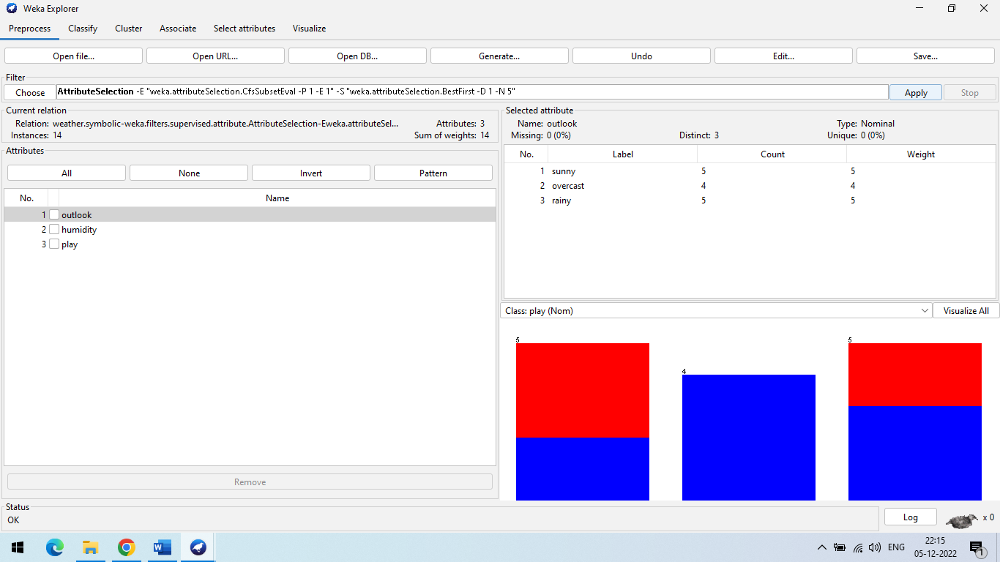 Weka Explorer
Preprocess Classify Cluster Associate Select attributes Visualize
Open file... Open URL... Open DB... Generate... Undo Edit... Save...
Filter
Choose AttributeSelection -E "weka.attributeSelection.CfsSubsetEval -P 1 -E 1" -S "weka.attributeSelection.BestFirst -D 1 -N 5" Apply Stop
Current relation
Relation: weather.symbolic-weka.filters.supervised.attribute.AttributeSelection-Eweka.attributeSel... Attributes: 3
Instances: 14 Sum of weights: 14
Attributes
All None Invert Pattern
No. Name
1 outlook
2 humidity
3 play
Remove
Selected attribute
Name: outlook Type: Nominal
Missing: 0 (0%) Distinct: 3 Unique: 0 (0%)
No. Label Count Weight
1 sunny 5 5
2 overcast 4 4
3 rainy 5 5
Class: play (Nom) Visualize All
5 4 5
Status
OK
Log x 0
W ENG 22:15
05-12-2022 1